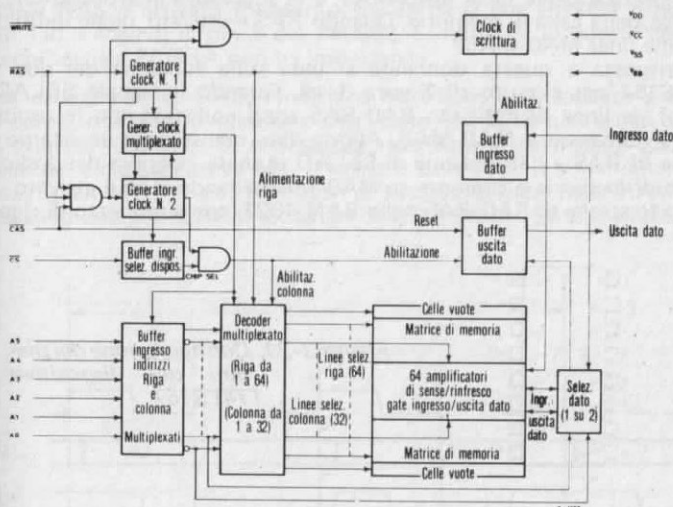 WRITE
RAS
CAS
CS
A5
A3
A2
A1
A0
Generatore
clock N. 1
Gener. clock
multiplexato
Generatore
clock N. 2
Buffer ingr.
selez. dispos.
CHIP SEL
Clock di
scrittura
Abilitaz.
Buffer
ingresso
dato
Ingresso dato
Buffer
uscita
dato
Uscita dato
Reset
Abilitazione
VDD
VCC
VSS
VBB
Alimentazione
riga
Abilitaz.
colonna
Buffer
ingresso
indirizzi
Riga
e
colonna
Multiplexati
Decoder
multiplexato
(Riga da
1 a 64)
(Colonna da
1 a 32)
Linee selez.
riga (64)
Linee selez.
colonna (32)
Celle vuote
Matrice di memoria
64 amplificatori
di sense/rinfresco
gate ingresso/uscita dato
Matrice di memoria
Celle vuote
Ingr.
uscita
dato
Selez.
dato
(1 su 2)